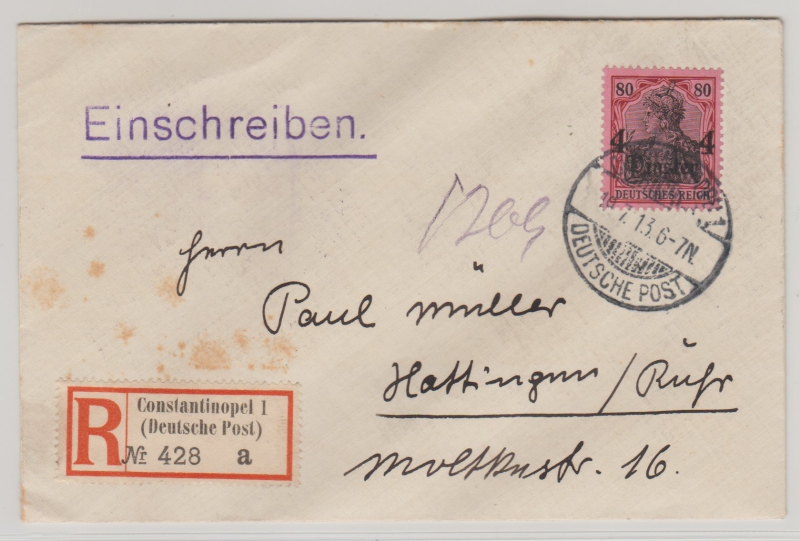 Einschreiben.
80 80
4 4
Piaster
DEUTSCHES REICH
7.13.6-7N.
DEUTSCHE POST
Herrn
Paul Müller
Hattingen/Ruhr
Moltkestr. 16.
R
Constantinopel 1
(Deutsche Post)
Nr 428 a